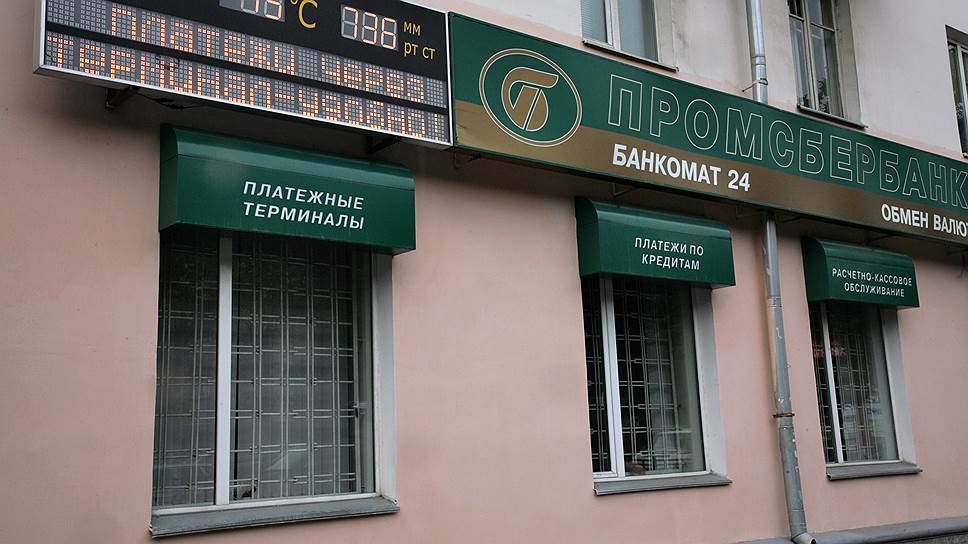 °C
мм
рт ст
ПЛАТЕЖИ ЧЕРЕЗ
ТЕРМИНАЛ УДОБНО!
ПРОМСБЕРБАНК
БАНКОМАТ 24
ОБМЕН ВАЛЮТ
ПЛАТЕЖНЫЕ
ТЕРМИНАЛЫ
ПЛАТЕЖИ ПО
КРЕДИТАМ
РАСЧЕТНО-КАССОВОЕ
ОБСЛУЖИВАНИЕ